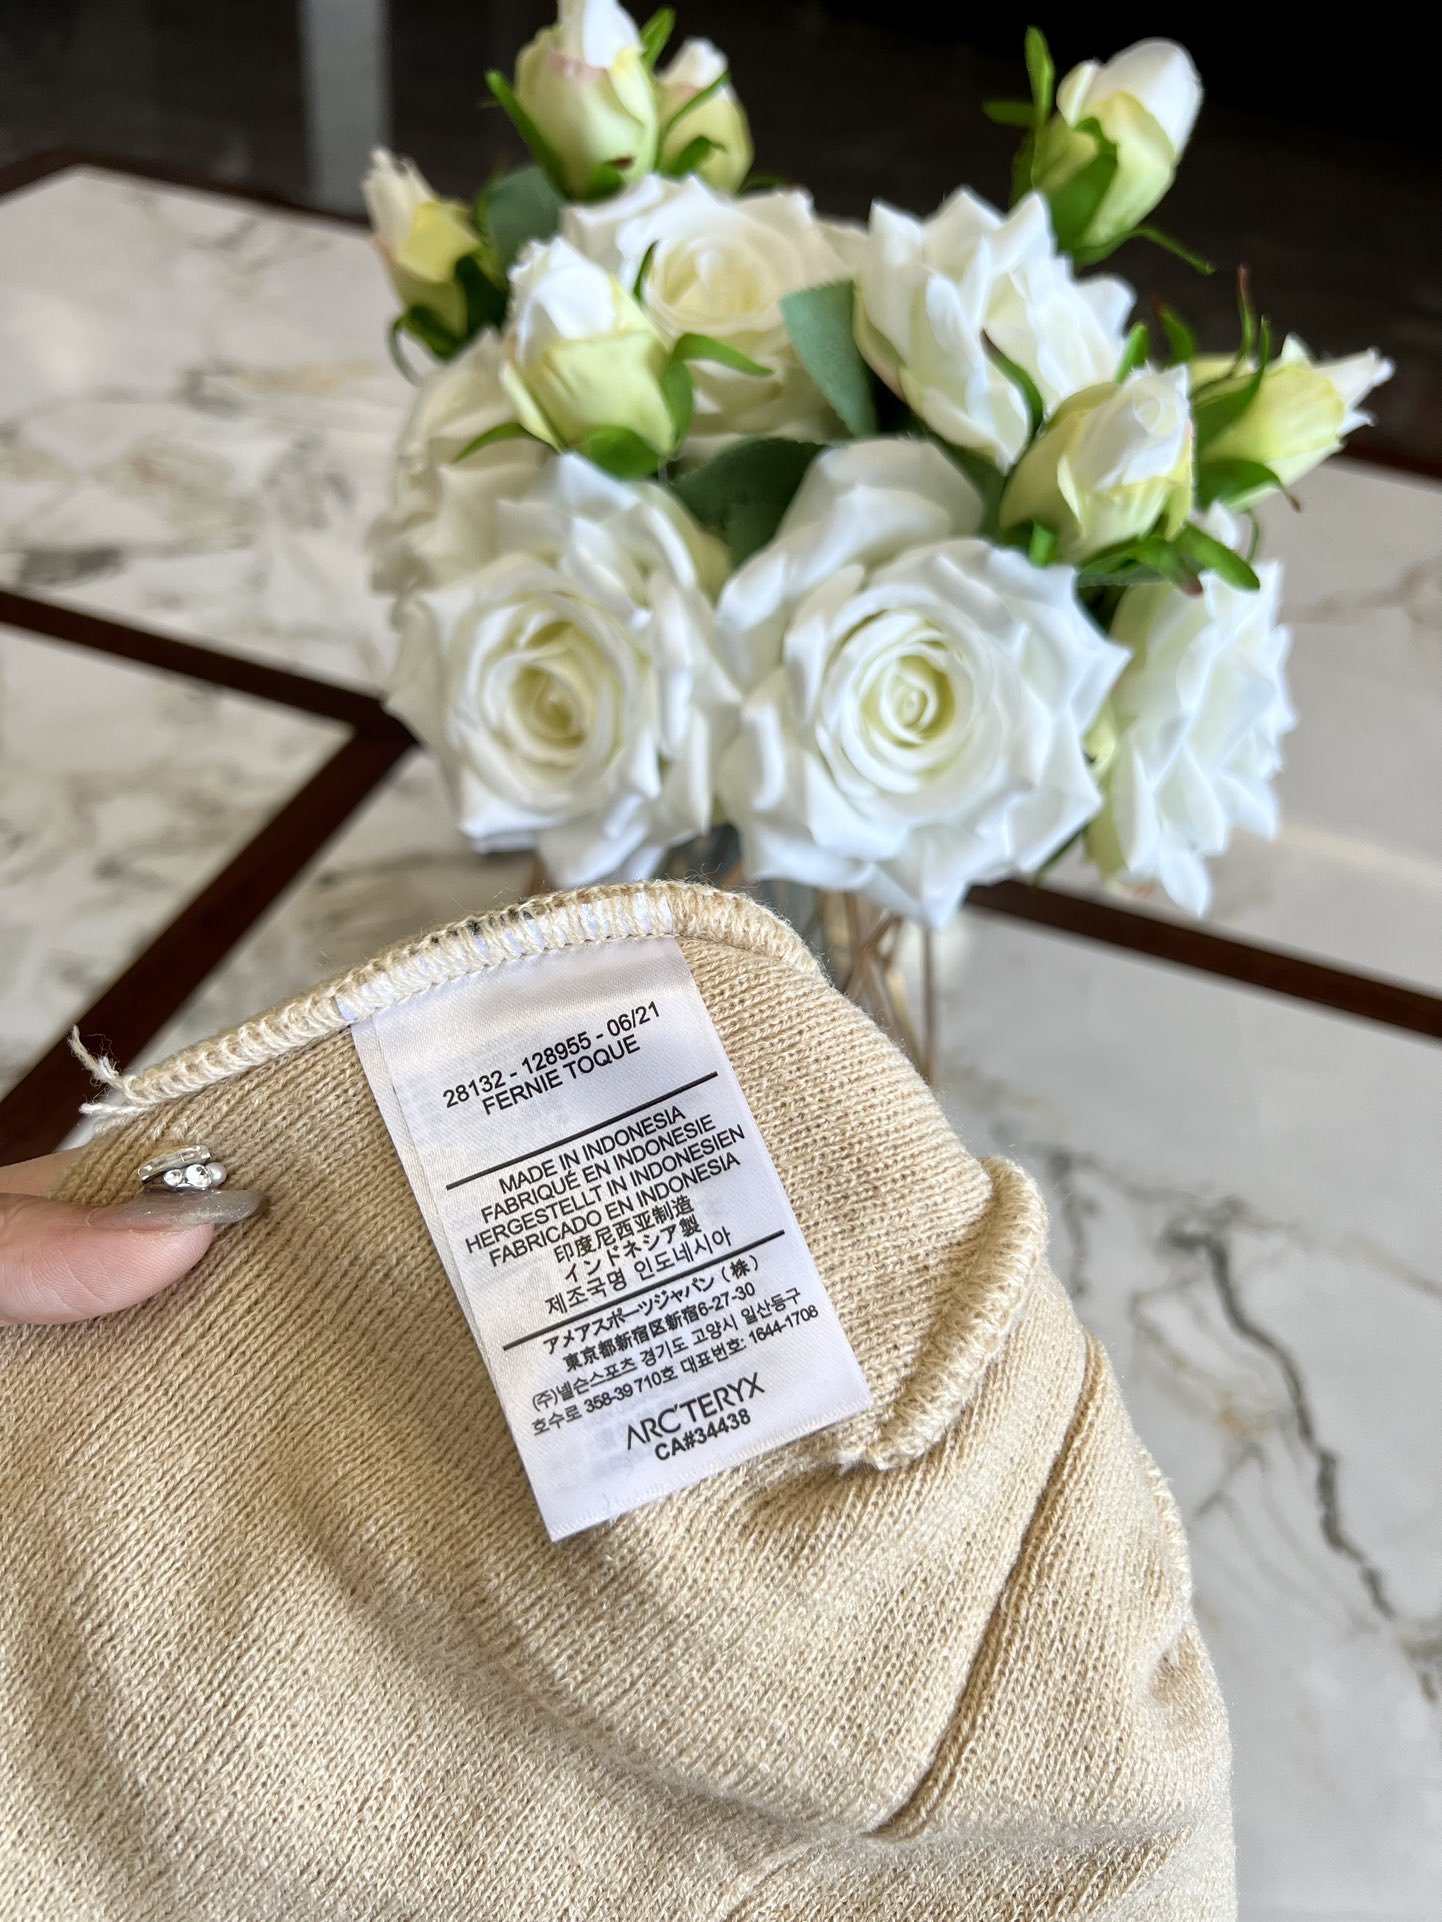 28132 - 128955 - 06/21
FERNIE TOQUE
MADE IN INDONESIA
FABRIQUÉ EN INDONESIE
HERGESTELLT IN INDONESIEN
FABRICADO EN INDONESIA
印度尼西亚制造
インドネシア製
제조국명 인도네시아
アメアスポーツジャパン（株）
東京都新宿区新宿6-27-30
(주)넬슨스포츠 경기도 고양시 일산동구
호수로 358-39 710호 대표번호: 1644-1708
ARC'TERYX
CA#34438